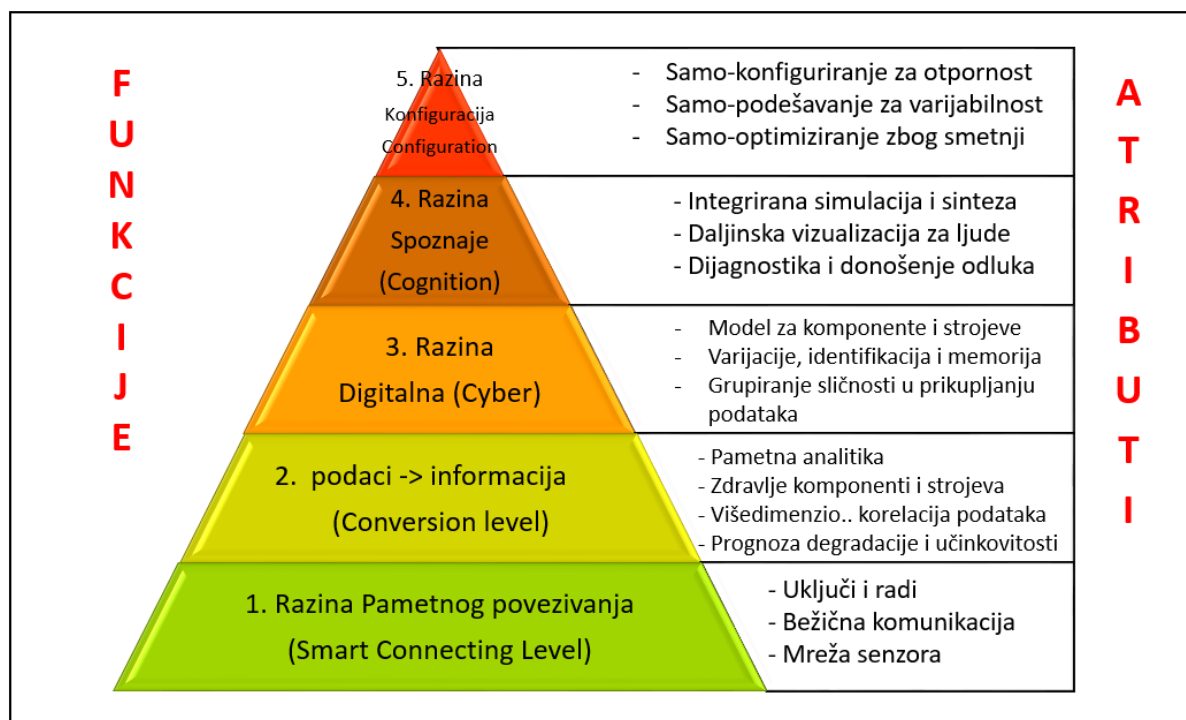 FUNKCIJE
5. Razina
Konfiguracija
Configuration
- Samo-konfiguriranje za otpornost
- Samo-podešavanje za varijabilnost
- Samo-optimiziranje zbog smetnji
4. Razina
Spoznaje
(Cognition)
- Integrirana simulacija i sinteza
- Daljinska vizualizacija za ljude
- Dijagnostika i donošenje odluka
3. Razina
Digitalna (Cyber)
- Model za komponente i strojeve
- Varijacije, identifikacija i memorija
- Grupiranje sličnosti u prikupljanju
podataka
2. podaci -> informacija
(Conversion level)
- Pametna analitika
- Zdravlje komponenti i strojeva
- Višedimenzio.. korelacija podataka
- Prognoza degradacije i učinkovitosti
1. Razina Pametnog povezivanja
(Smart Connecting Level)
- Uključi i radi
- Bežična komunikacija
- Mreža senzora
ATRIBUTI